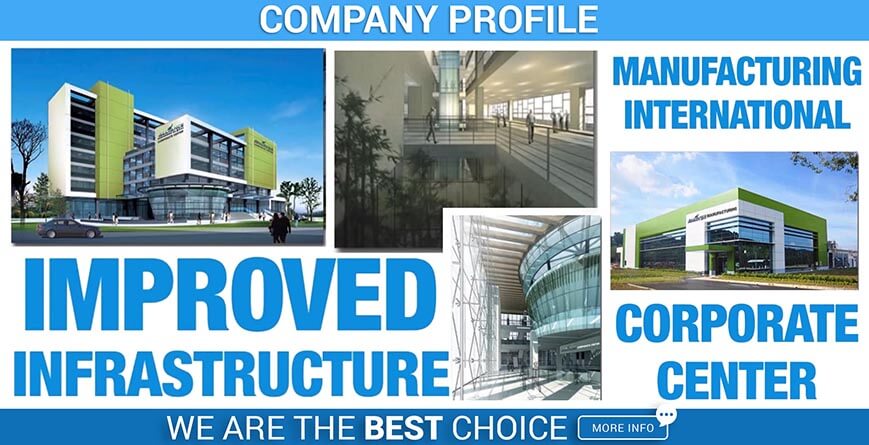 COMPANY PROFILE
MANUFACTURING
INTERNATIONAL
IMPROVED
INFRASTRUCTURE
CORPORATE
CENTER
WE ARE THE BEST CHOICE
MORE INFO